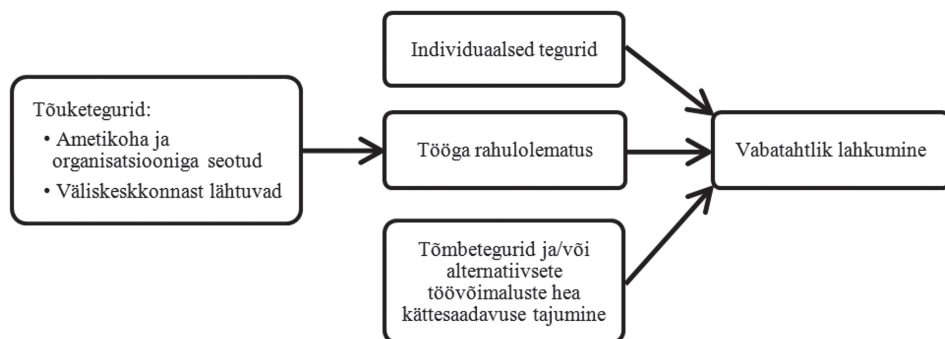 Tõuketegurid:
• Ametikoha ja
organisatsiooniga seotud
• Väliskeskkonnast lähtuvad
Individuaalsed tegurid
Tööga rahulolematus
Tõmbetegurid ja/või
alternatiivsete
töövõimaluste hea
kättesaadavuse tajumine
Vabatahtlik lahkumine